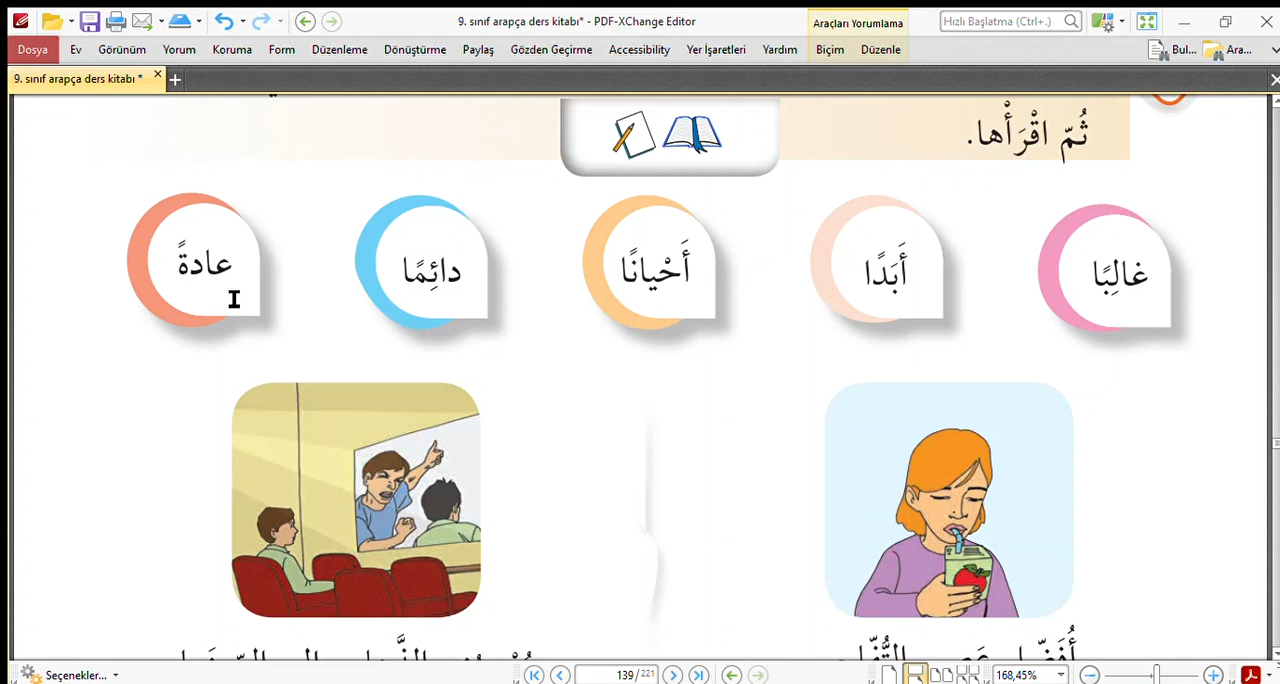 9. sınıf arapça ders kitabı* - PDF-XChange Editor
Araçları Yorumlama
Hızlı Başlatma (Ctrl+.)
Dosya Ev Görünüm Yorum Koruma Form Düzenleme Dönüştürme Paylaş Gözden Geçirme Accessibility Yer İşaretleri Yardım Biçim Düzenle
Bul... Ara...
9. sınıf arapça ders kitabı *
ثُمّ اقْرَأْها.
غالِبًا أَبَدًا أَحْيانًا دائِمًا عادةً
Seçenekler...
139 / 221
168,45%